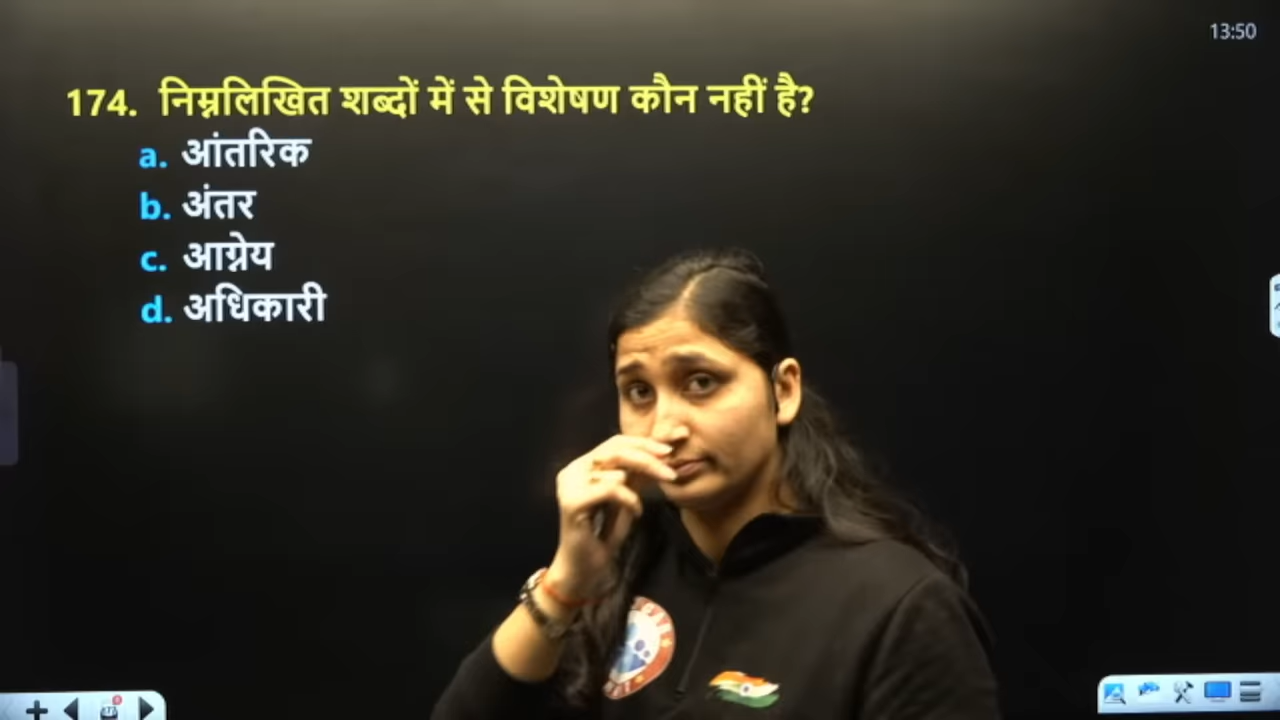 13:50
174. निम्नलिखित शब्दों में से विशेषण कौन नहीं है?
a. आंतरिक
b. अंतर
c. आग्नेय
d. अधिकारी